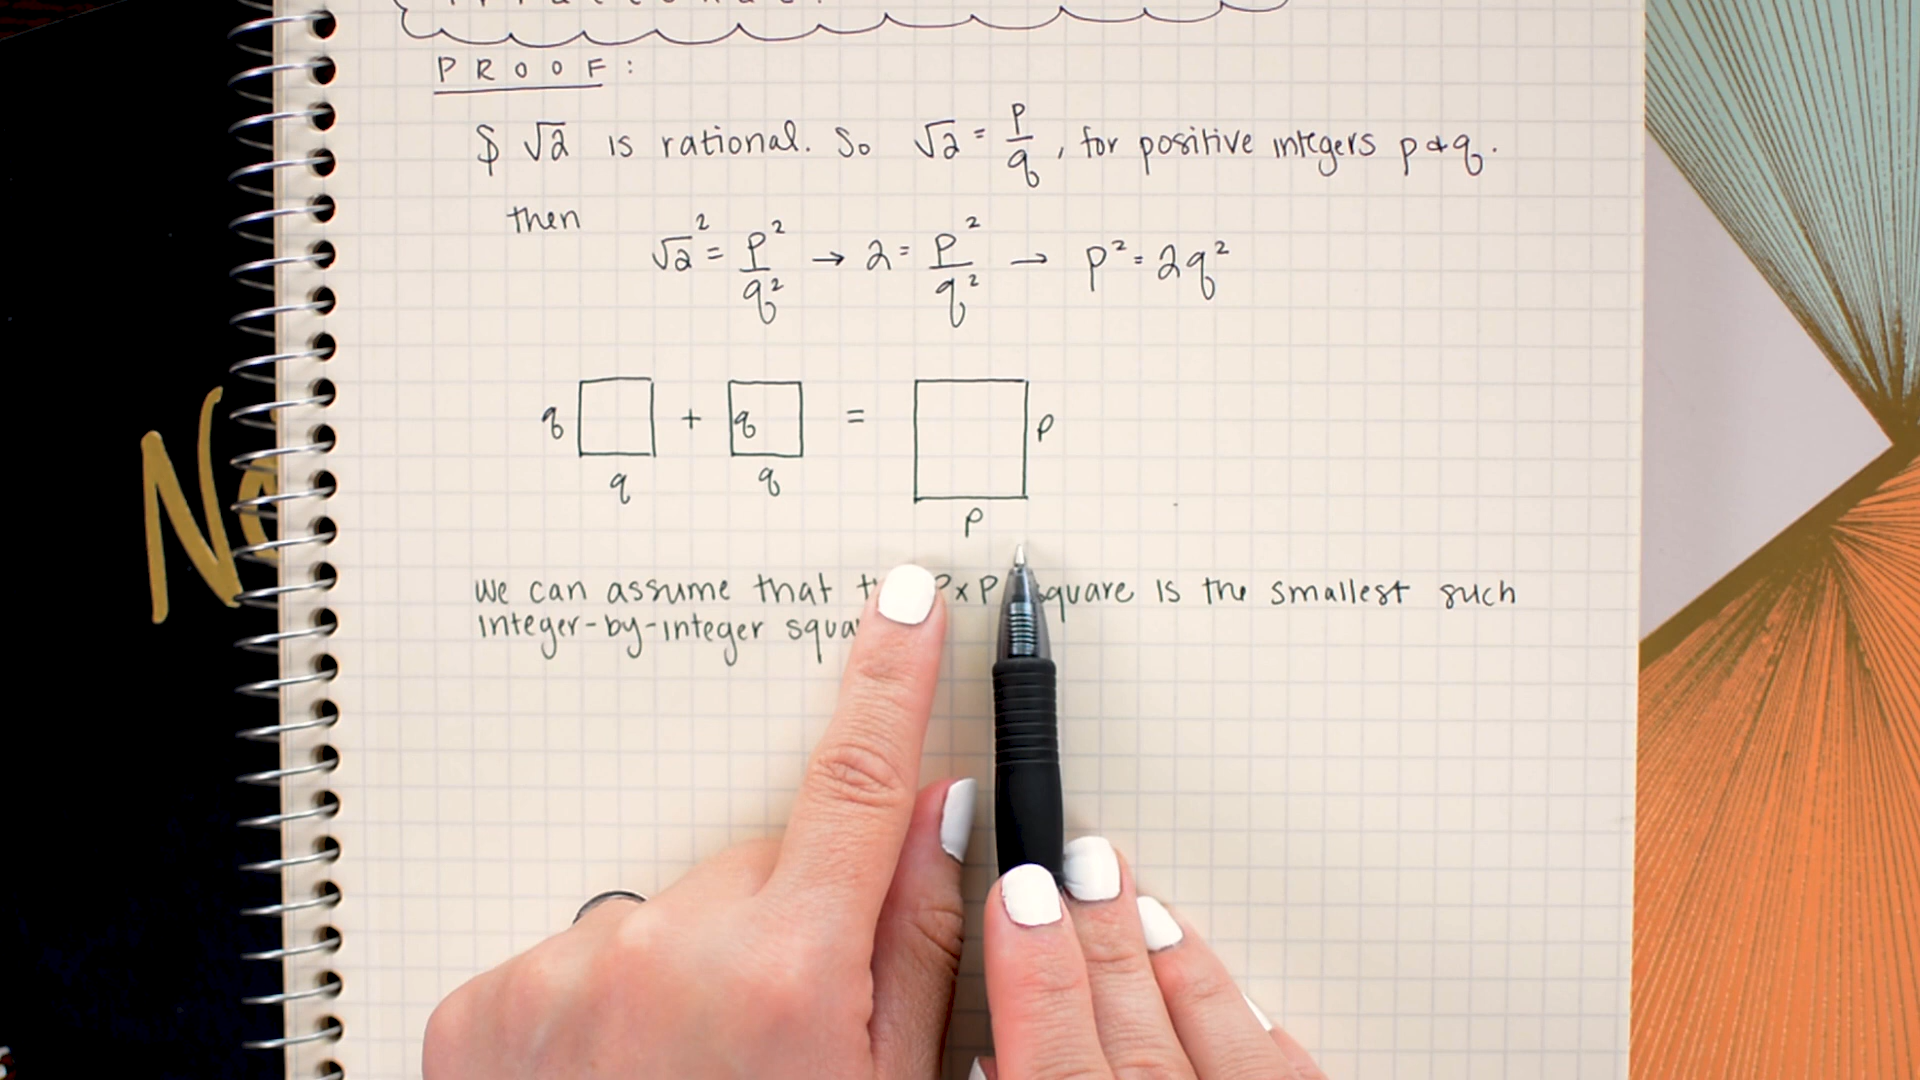 PROOF:
$ √2 is rational. So √2 = p/q, for positive integers p & q.
then
√2² = p²/q² → 2 = p²/q² → p² = 2q²
q + q = p
q q p
we can assume that PxP square is the smallest such
integer-by-integer